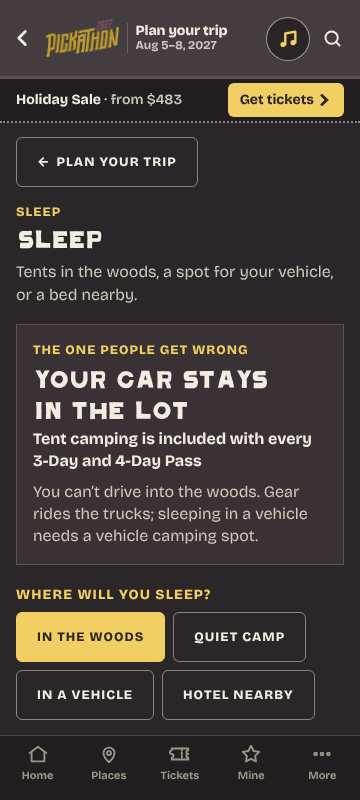 PICKATHON
Plan your trip
Aug 5–8, 2027
Holiday Sale · from $483
Get tickets
← PLAN YOUR TRIP
SLEEP
SLEEP
Tents in the woods, a spot for your vehicle,
or a bed nearby.
THE ONE PEOPLE GET WRONG
YOUR CAR STAYS
IN THE LOT
Tent camping is included with every
3-Day and 4-Day Pass
You can't drive into the woods. Gear
rides the trucks; sleeping in a vehicle
needs a vehicle camping spot.
WHERE WILL YOU SLEEP?
IN THE WOODS
QUIET CAMP
IN A VEHICLE
HOTEL NEARBY
Home
Places
Tickets
Mine
More